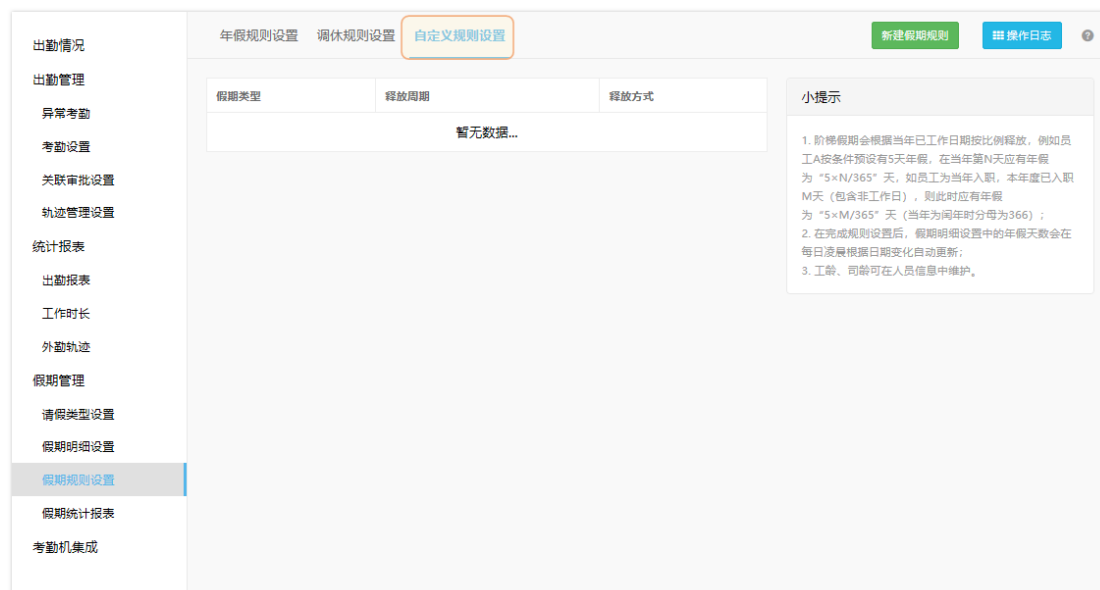 出勤情况
出勤管理
异常考勤
考勤设置
关联审批设置
轨迹管理设置
统计报表
出勤报表
工作时长
外勤轨迹
假期管理
请假类型设置
假期明细设置
假期规则设置
假期统计报表
考勤机集成
年假规则设置 调休规则设置 自定义规则设置 新建假期规则 操作日志 ?
假期类型 释放周期 释放方式
暂无数据...
小提示
1. 阶梯假期会根据当年已工作日期按比例释放，例如员
工A按条件预设有5天年假，在当年第N天应有年假
为“5×N/365”天，如员工为当年入职，本年度已入职
M天（包含非工作日），则此时应有年假
为“5×M/365”天（当年为闰年时分母为366）;
2. 在完成规则设置后，假期明细设置中的年假天数会在
每日凌晨根据日期变化自动更新;
3. 工龄、司龄可在人员信息中维护。